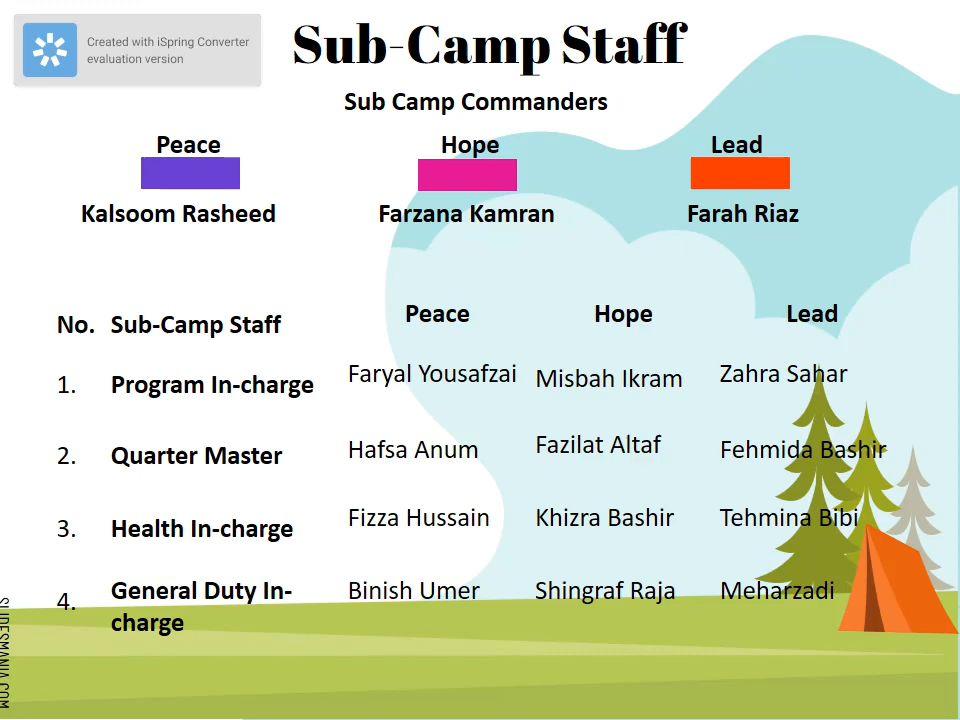 Created with iSpring Converter
evaluation version
Sub-Camp Staff
Sub Camp Commanders
Peace Hope Lead
Kalsoom Rasheed Farzana Kamran Farah Riaz
No. Sub-Camp Staff Peace Hope Lead
1. Program In-charge Faryal Yousafzai Misbah Ikram Zahra Sahar
2. Quarter Master Hafsa Anum Fazilat Altaf Fehmida Bashir
3. Health In-charge Fizza Hussain Khizra Bashir Tehmina Bibi
4. General Duty In- Binish Umer Shingraf Raja Meharzadi
charge
SLIDESMANIA.COM